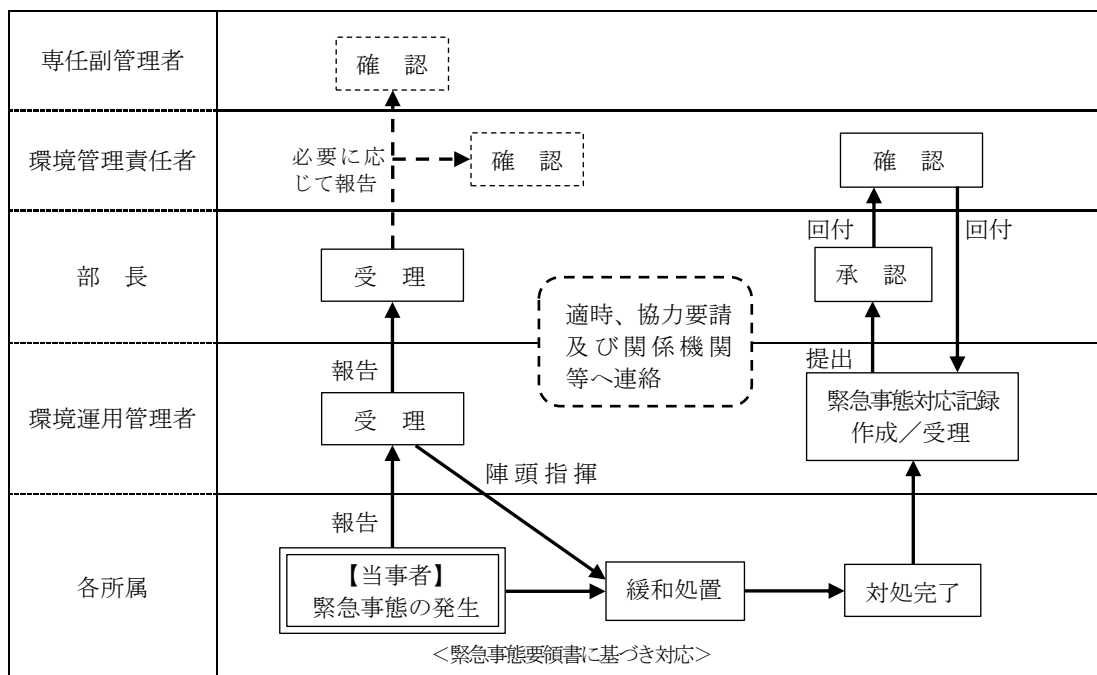 専任副管理者
確 認
環境管理責任者
必要に応
じて報告
確 認
確 認
回付
回付
部 長
受 理
承 認
適時、協力要請
及び関係機関
等へ連絡
報告
提出
環境運用管理者
受 理
緊急事態対応記録
作成／受理
陣頭指揮
報告
各所属
【当事者】
緊急事態の発生
緩和処置
対処完了
＜緊急事態要領書に基づき対応＞